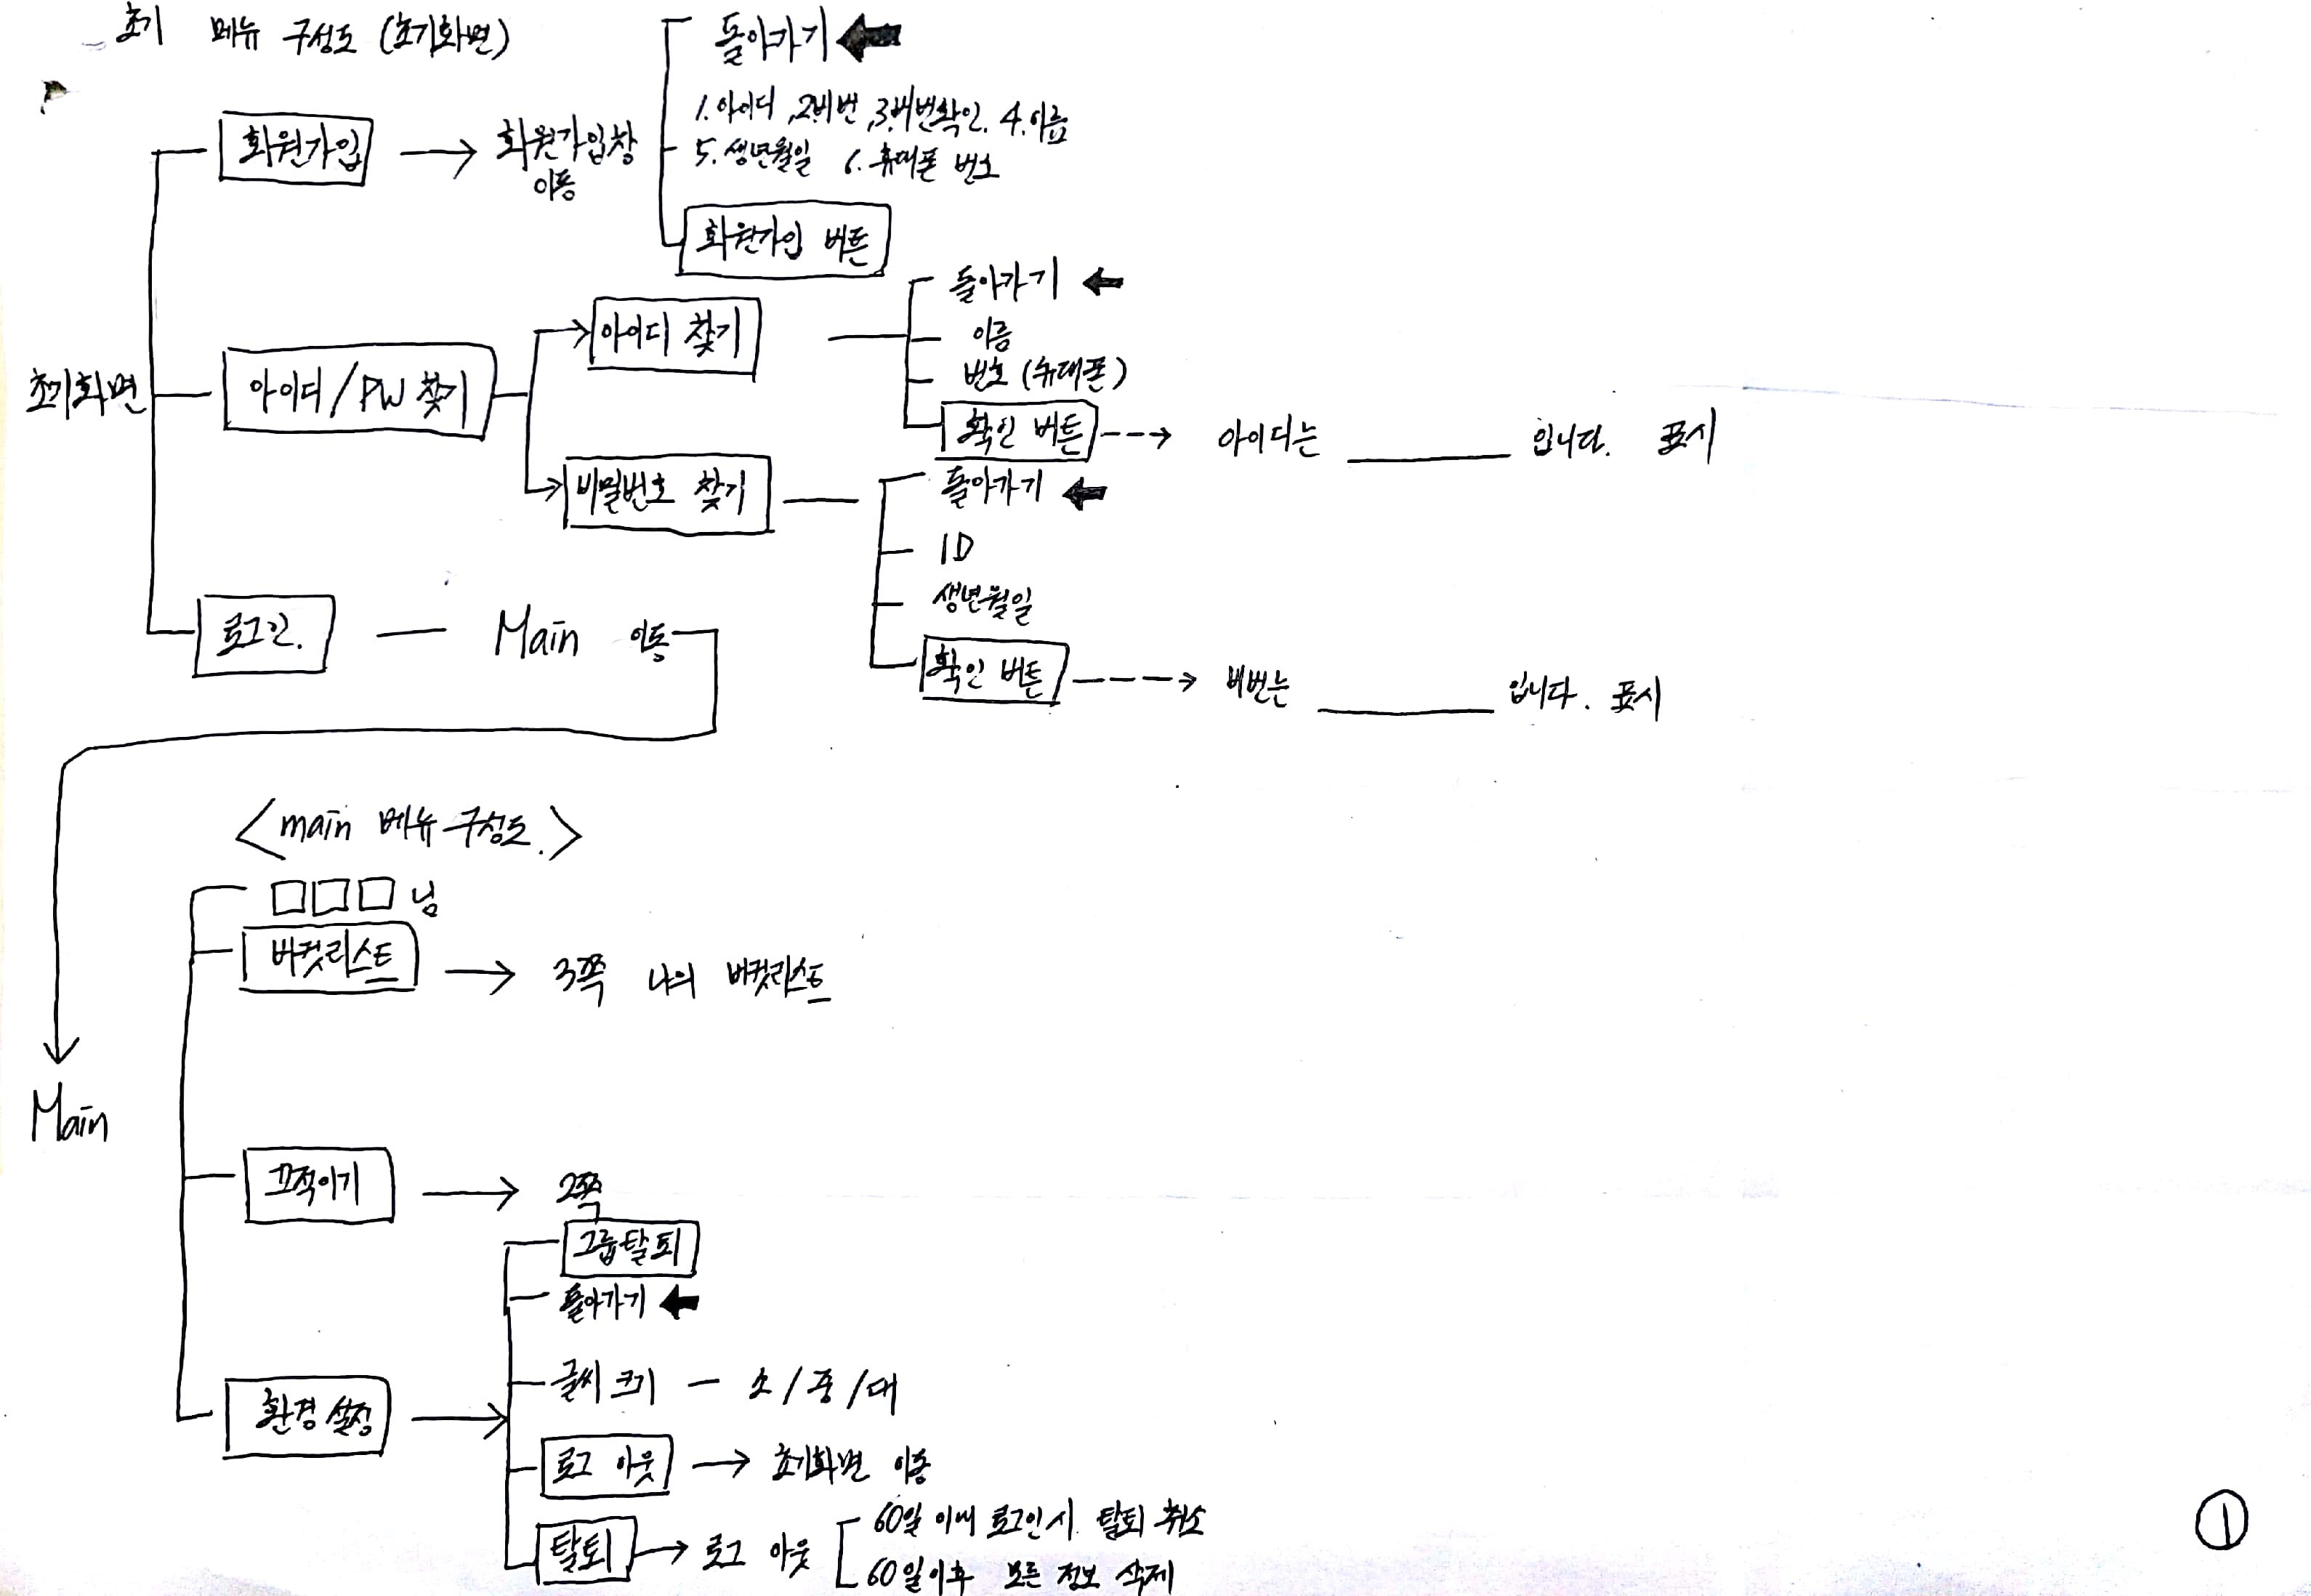 초기 메뉴 구성도 (초기화면)
돌아가기
1. 아이디, 2. 비번, 3. 비번확인. 4. 이름
5. 생년월일 6. 휴대폰 번호
회원가입 버튼
회원가입
회원가입창
이동
초기화면
아이디/PW 찾기
아이디 찾기
돌아가기
이름
번호 (휴대폰)
확인 버튼
아이디는 입니다. 표시
비밀번호 찾기
돌아가기
ID
생년월일
확인 버튼
비번는 입니다. 표시
로그인.
Main 이동
<main 메뉴 구성도.>
□□□님
버킷리스트
3쪽 나의 버킷리스트
Main
끄적이기
2쪽
환경설정
그룹탈퇴
돌아가기
글씨 크기 - 소/중/대
로그 아웃
초기화면 이동
탈퇴
로그 아웃
60일 이내 로그인시 탈퇴 취소
60일이후 모든 정보 삭제
1